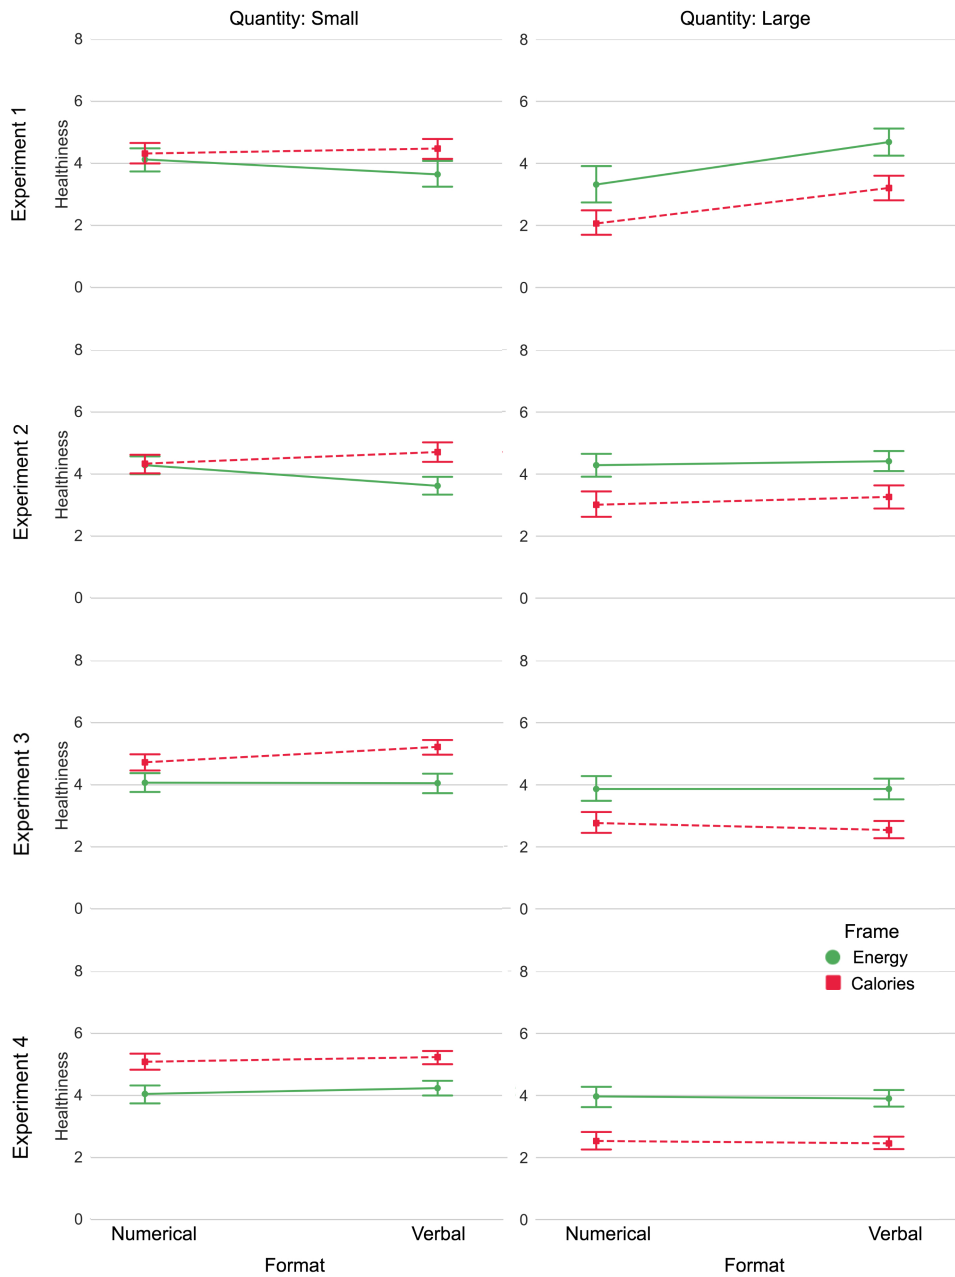 Quantity: Small
Quantity: Large
Experiment 1
Healthiness
8
6
4
2
0
8
6
4
2
0
Experiment 2
Healthiness
8
6
4
2
0
8
6
4
2
0
Experiment 3
Healthiness
8
6
4
2
0
8
6
4
2
0
Frame
Energy
Calories
Experiment 4
Healthiness
8
6
4
2
0
8
6
4
2
0
Numerical
Verbal
Numerical
Verbal
Format
Format